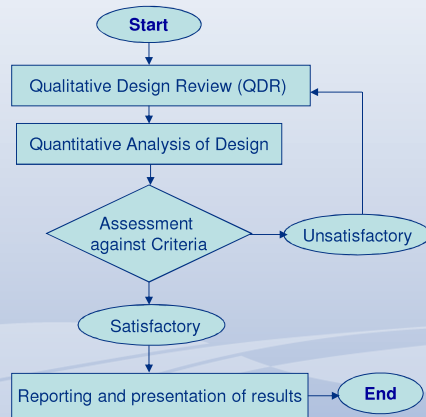 Start
Qualitative Design Review (QDR)
Quantitative Analysis of Design
Assessment
against Criteria
Unsatisfactory
Satisfactory
Reporting and presentation of results
End